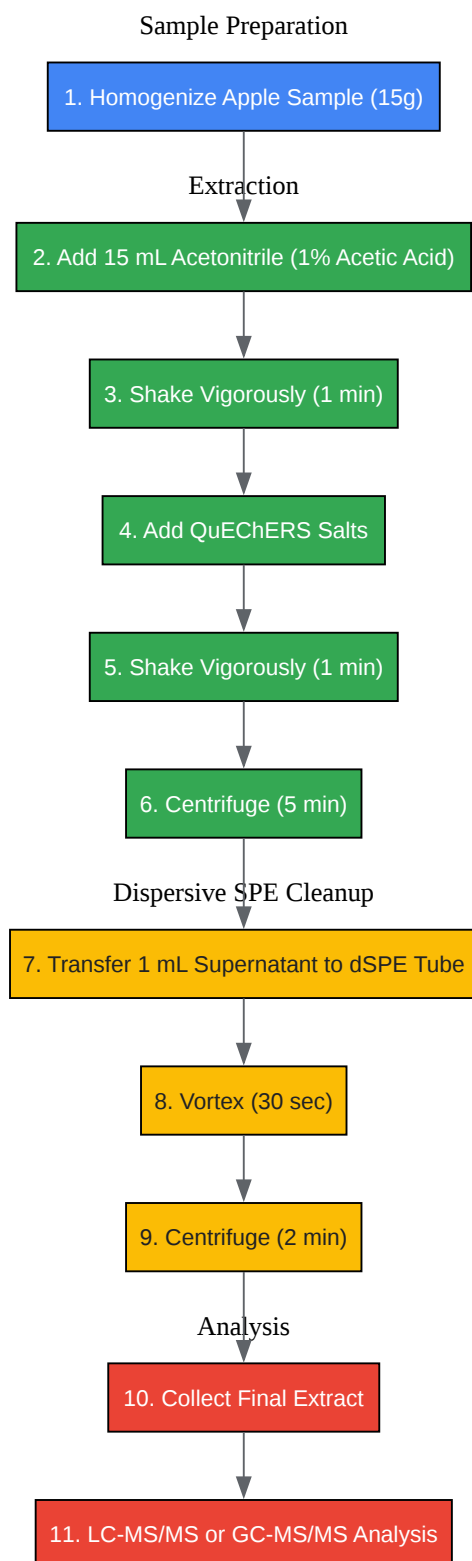 Sample Preparation
1. Homogenize Apple Sample (15g)
Extraction
2. Add 15 mL Acetonitrile (1% Acetic Acid)
3. Shake Vigorously (1 min)
4. Add QuEChERS Salts
5. Shake Vigorously (1 min)
6. Centrifuge (5 min)
Dispersive SPE Cleanup
7. Transfer 1 mL Supernatant to dSPE Tube
8. Vortex (30 sec)
9. Centrifuge (2 min)
Analysis
10. Collect Final Extract
11. LC-MS/MS or GC-MS/MS Analysis